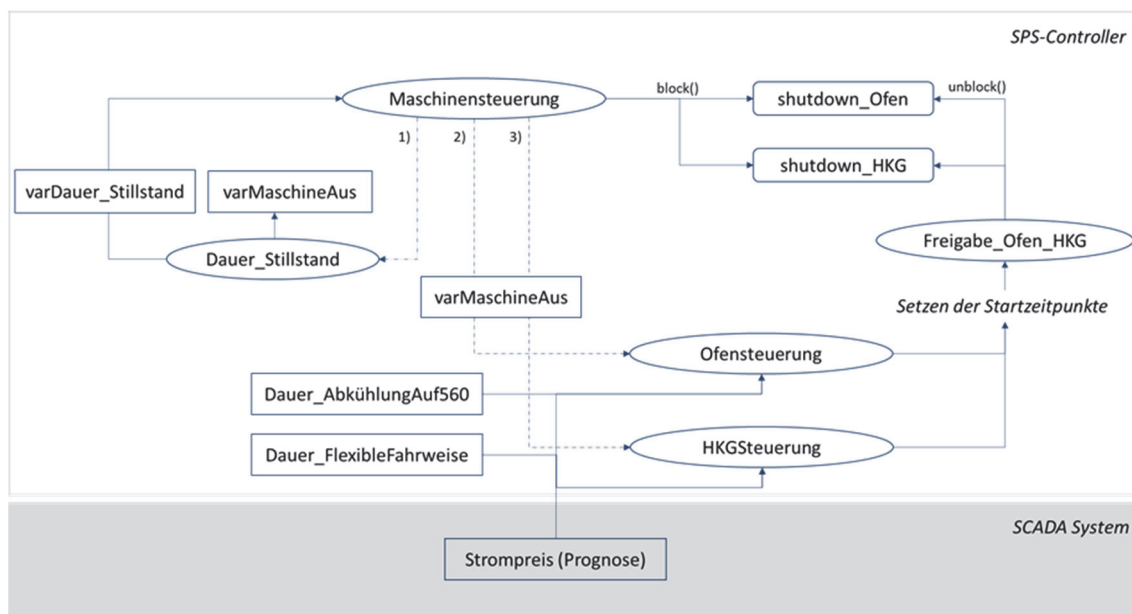 SPS-Controller
Maschinensteuerung
block()
shutdown_Ofen
unblock()
1)
2)
3)
shutdown_HKG
varDauer_Stillstand
varMaschineAus
Freigabe_Ofen_HKG
Dauer_Stillstand
varMaschineAus
Setzen der Startzeitpunkte
Ofensteuerung
Dauer_AbkühlungAuf560
HKGSteuerung
Dauer_FlexibleFahrweise
SCADA System
Strompreis (Prognose)